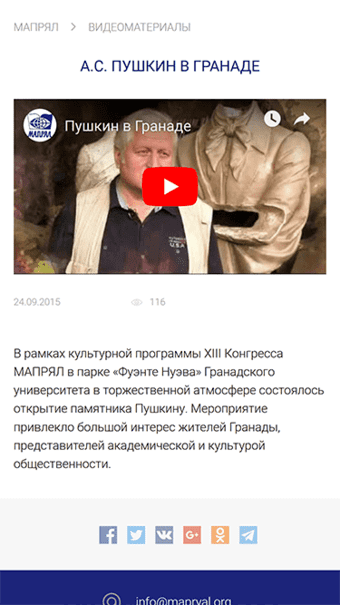 МАПРЯЛ > ВИДЕОМАТЕРИАЛЫ
А.С. ПУШКИН В ГРАНАДЕ
МАПРЯЛ
Пушкин в Гранаде
U.S.A
24.09.2015 116
В рамках культурной программы XIII Конгресса
МАПРЯЛ в парке «Фуэнте Нуэва» Гранадского
университета в торжественной атмосфере состоялось
открытие памятника Пушкину. Мероприятие
привлекло большой интерес жителей Гранады,
представителей академической и культурой
общественности.
info@mapryal.org